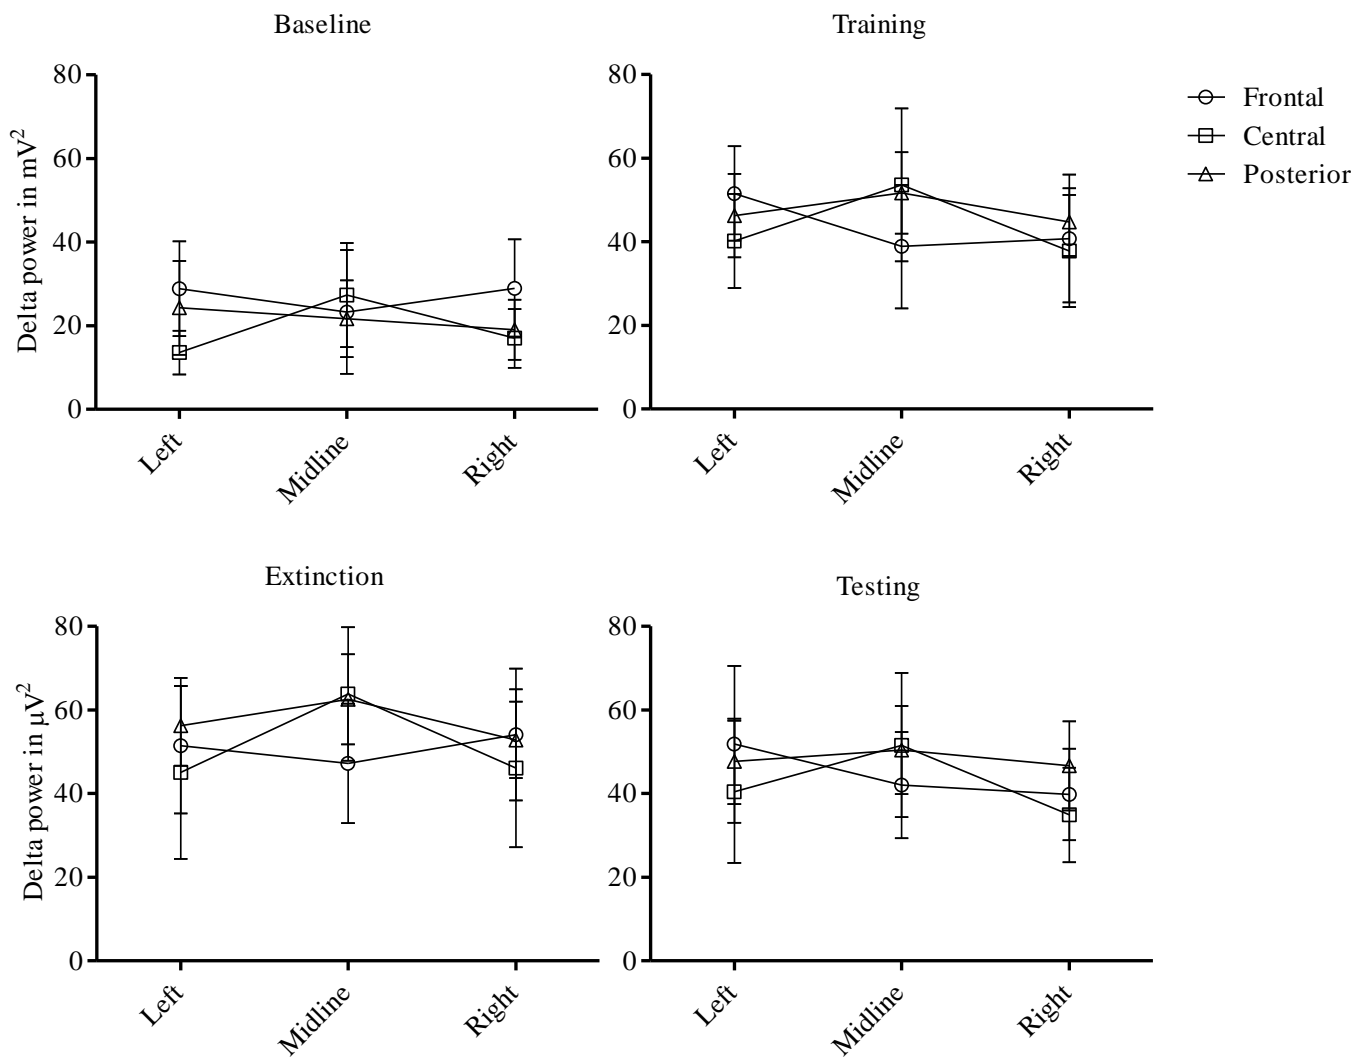 Baseline
Delta power in mV²
80
60
40
20
0
Left
Midline
Right
Training
80
60
40
20
0
Left
Midline
Right
Frontal
Central
Posterior
Extinction
Delta power in µV²
80
60
40
20
0
Left
Midline
Right
Testing
80
60
40
20
0
Left
Midline
Right